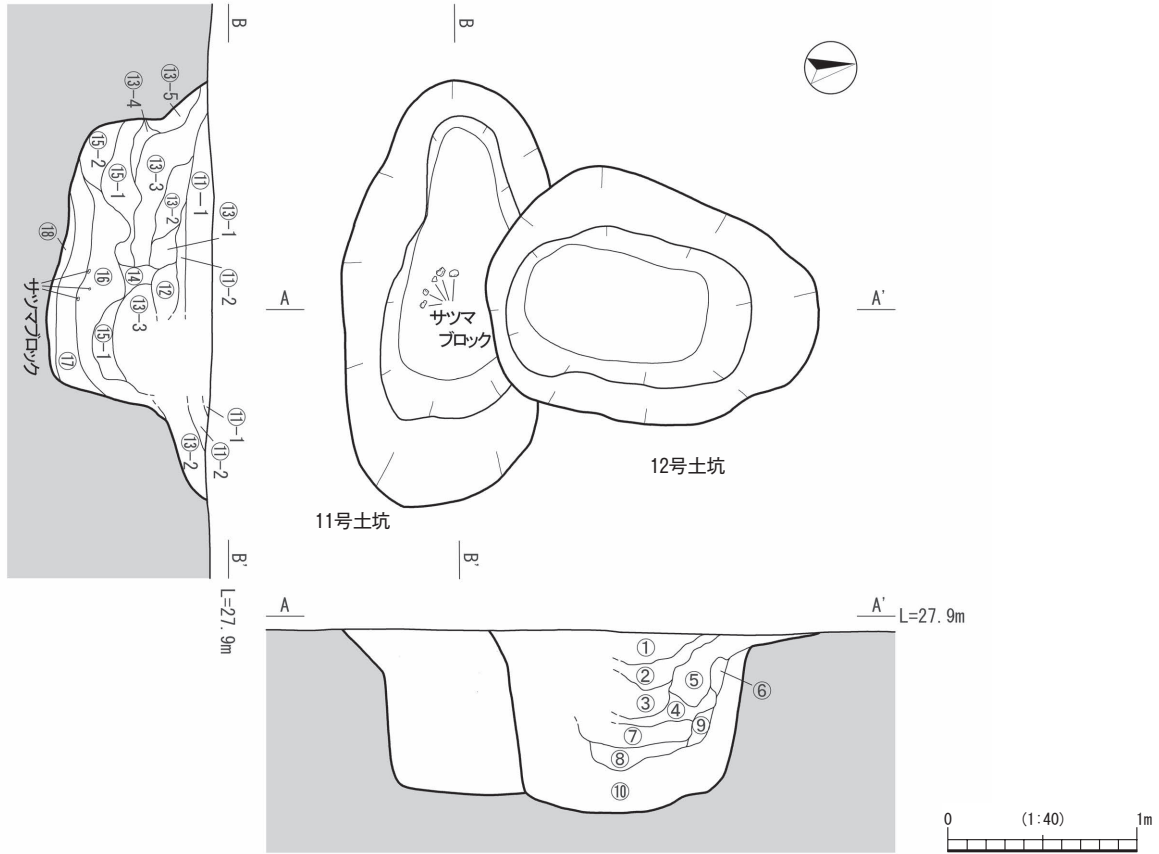 B
B
⑬-5
⑬-4
⑮-2
⑮-1
⑬-3
⑬-2
⑪-1
⑬-1
⑪-2
⑱
⑯
⑭
⑫
⑬-3
⑮-1
⑰
サツマブロック
⑪-1
⑪-2
⑬-2
B'
L=27.9m
A
A'
サツマ
ブロック
11号土坑
12号土坑
B'
A
A'
L=27.9m
①
②
③
④
⑤
⑥
⑦
⑧
⑨
⑩
0
(1:40)
1m